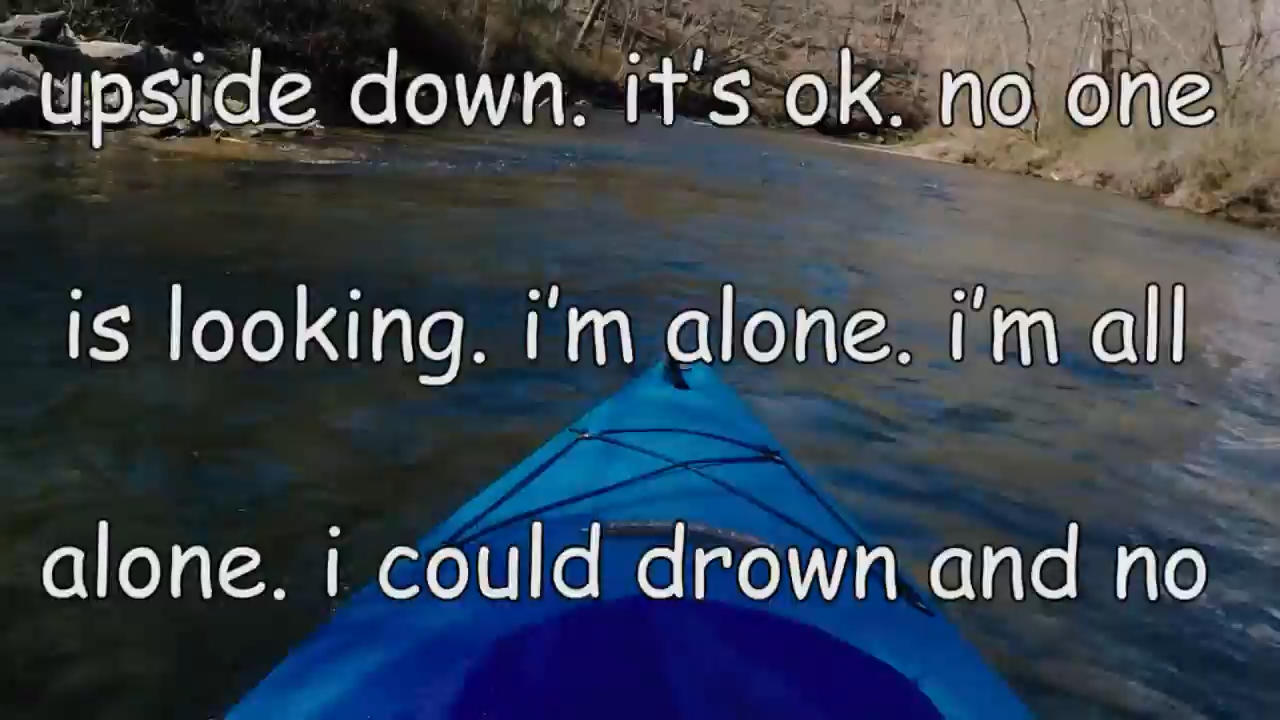 upside down. it's ok. no one
is looking. i'm alone. i'm all
alone. i could drown and no